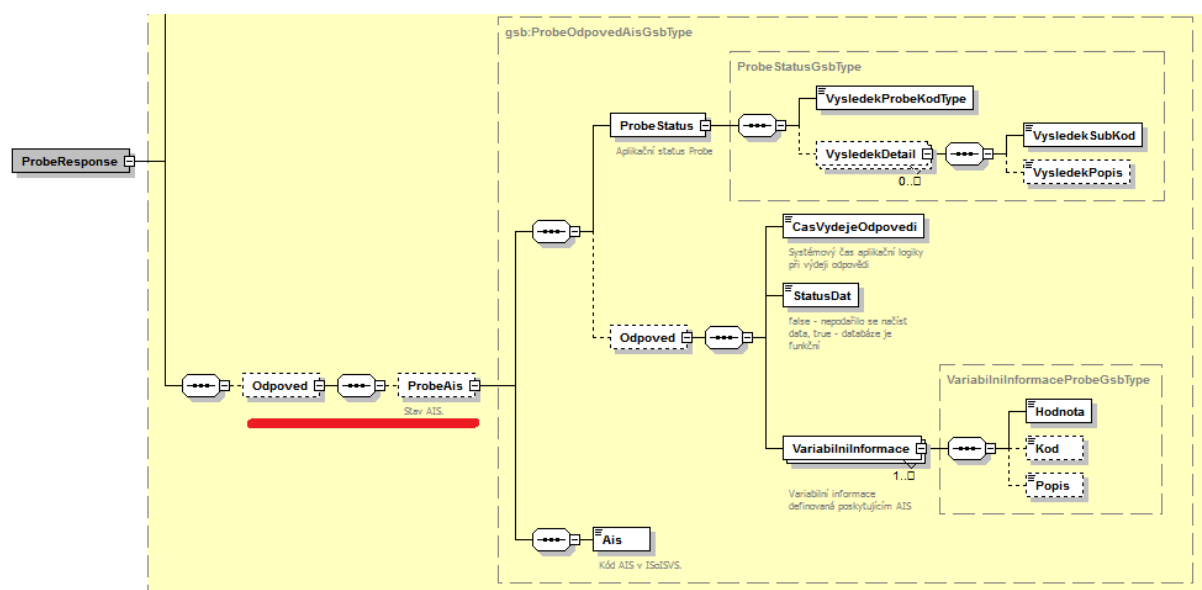 gsb:ProbeOdpovedAisGsbType
ProbeStatusGsbType
VysledekProbeKodType
ProbeStatus
Aplikační status Probe
VysledekDetail
0..□
VysledekSubKod
VysledekPopis
ProbeResponse
CasVydejeOdpovedi
Systémový čas aplikační logiky
při výdeji odpovědi
StatusDat
false - nepodařilo se načíst
data, true - databáze je
funkční
Odpoved
Odpoved
ProbeAis
Stav AIS.
VariabilniInformaceProbeGsbType
Hodnota
VariabilniInformace
1..□
Kod
Popis
Variabilní informace
definovaná poskytujícím AIS
Ais
Kód AIS v ISoISVS.